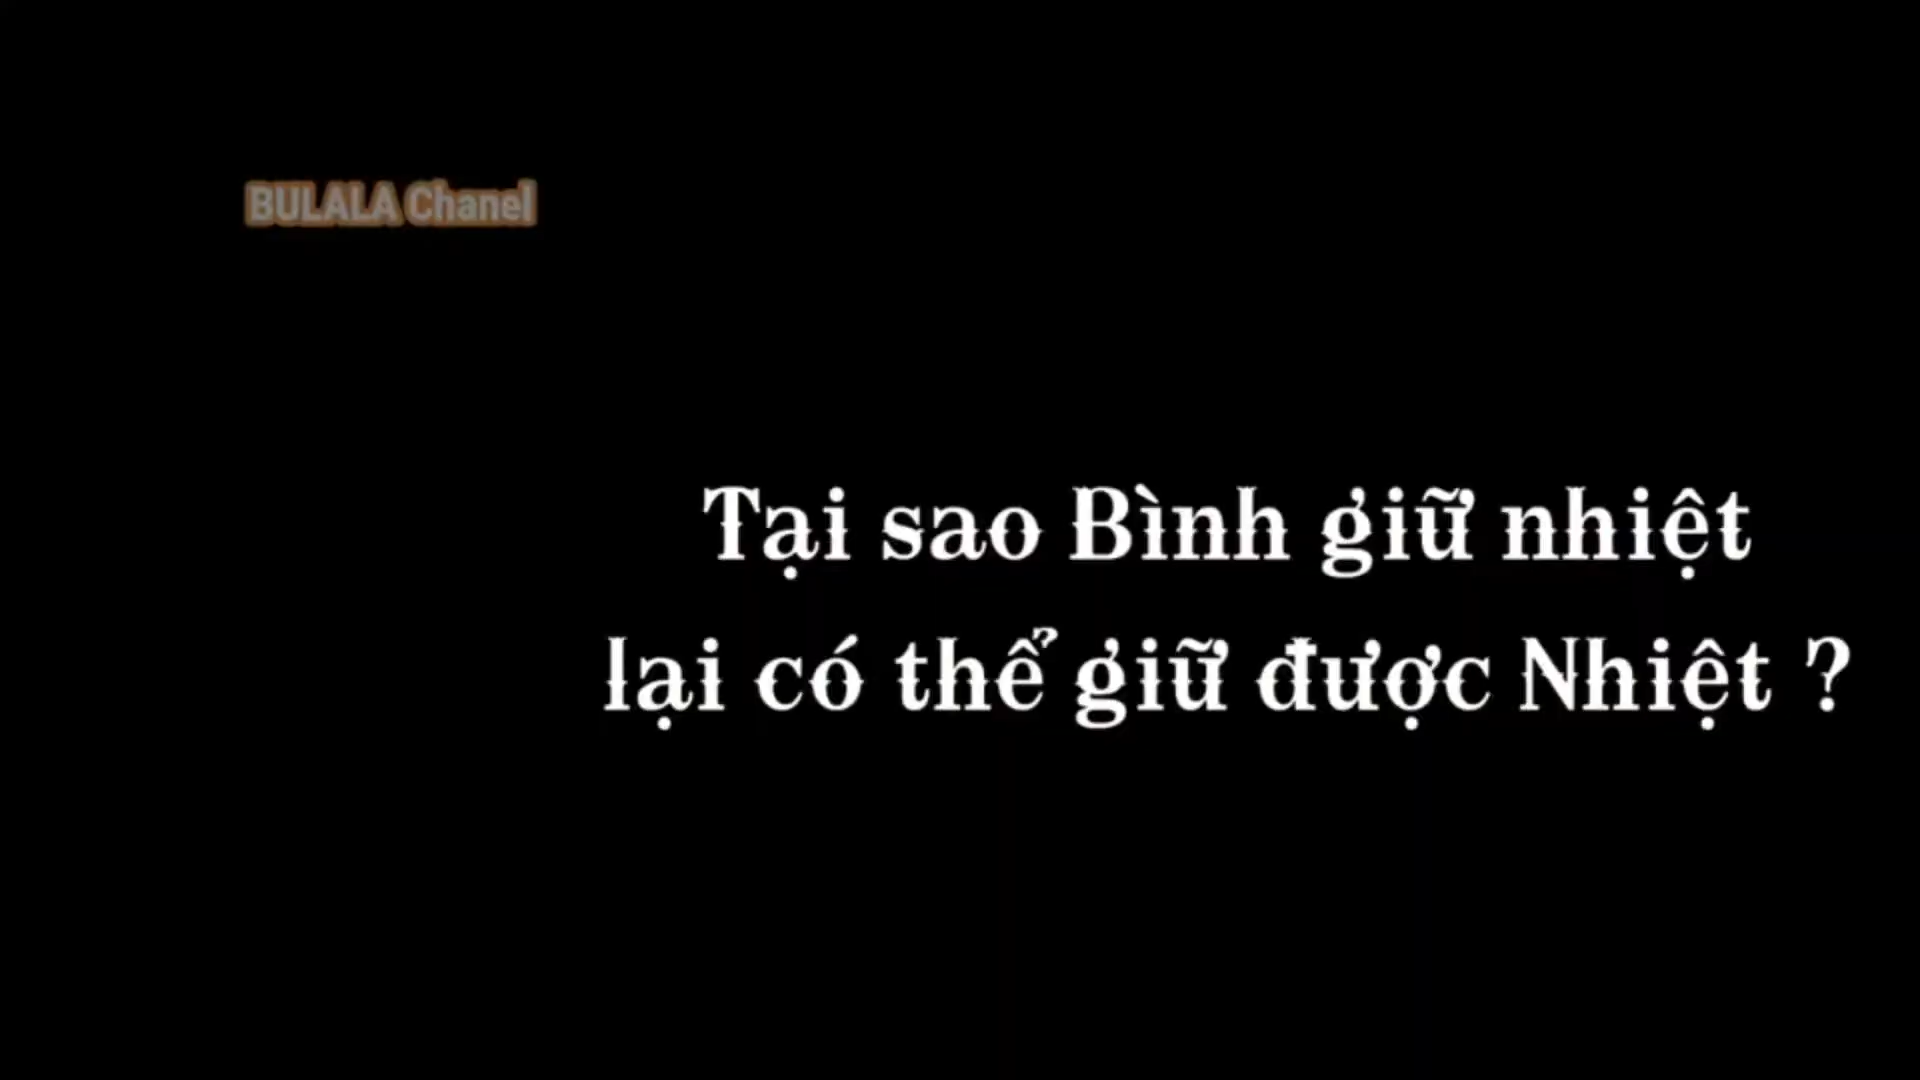 BULALA Chanel
Tại sao Bình giữ nhiệt
lại có thể giữ được Nhiệt ?